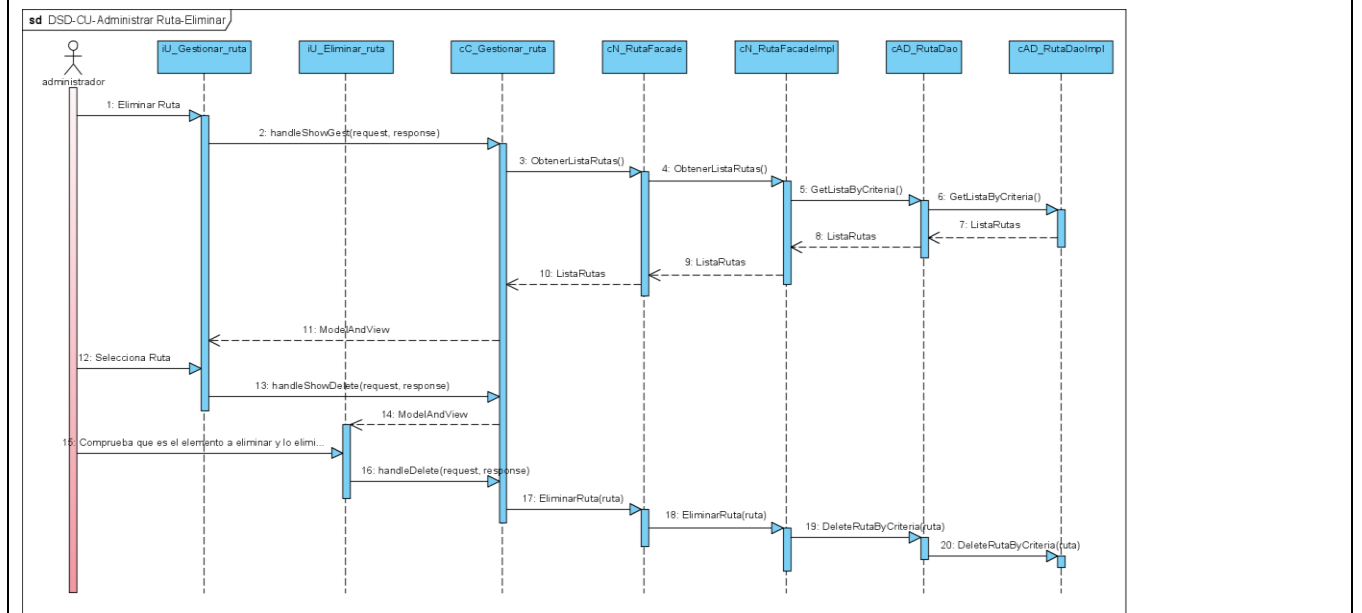 sd DSD-CU-Administrar Ruta-Eliminar
iU_Gestionar_ruta
iU_Eliminar_ruta
cC_Gestionar_ruta
cN_RutaFacade
cN_RutaFacadeImpl
cAD_RutaDao
cAD_RutaDaoImpl
administrador
1: Eliminar Ruta
2: handleShowGest(request, response)
3: ObtenerListaRutas()
4: ObtenerListaRutas()
5: GetListaByCriteria()
6: GetListaByCriteria()
7: ListaRutas
8: ListaRutas
9: ListaRutas
10: ListaRutas
11: ModelAndView
12: Selecciona Ruta
13: handleShowDelete(request, response)
14: ModelAndView
15: Comprueba que es el elemento a eliminar y lo elimi...
16: handleDelete(request, response)
17: EliminarRuta(ruta)
18: EliminarRuta(ruta)
19: DeleteRutaByCriteria(ruta)
20: DeleteRutaByCriteria(ruta)